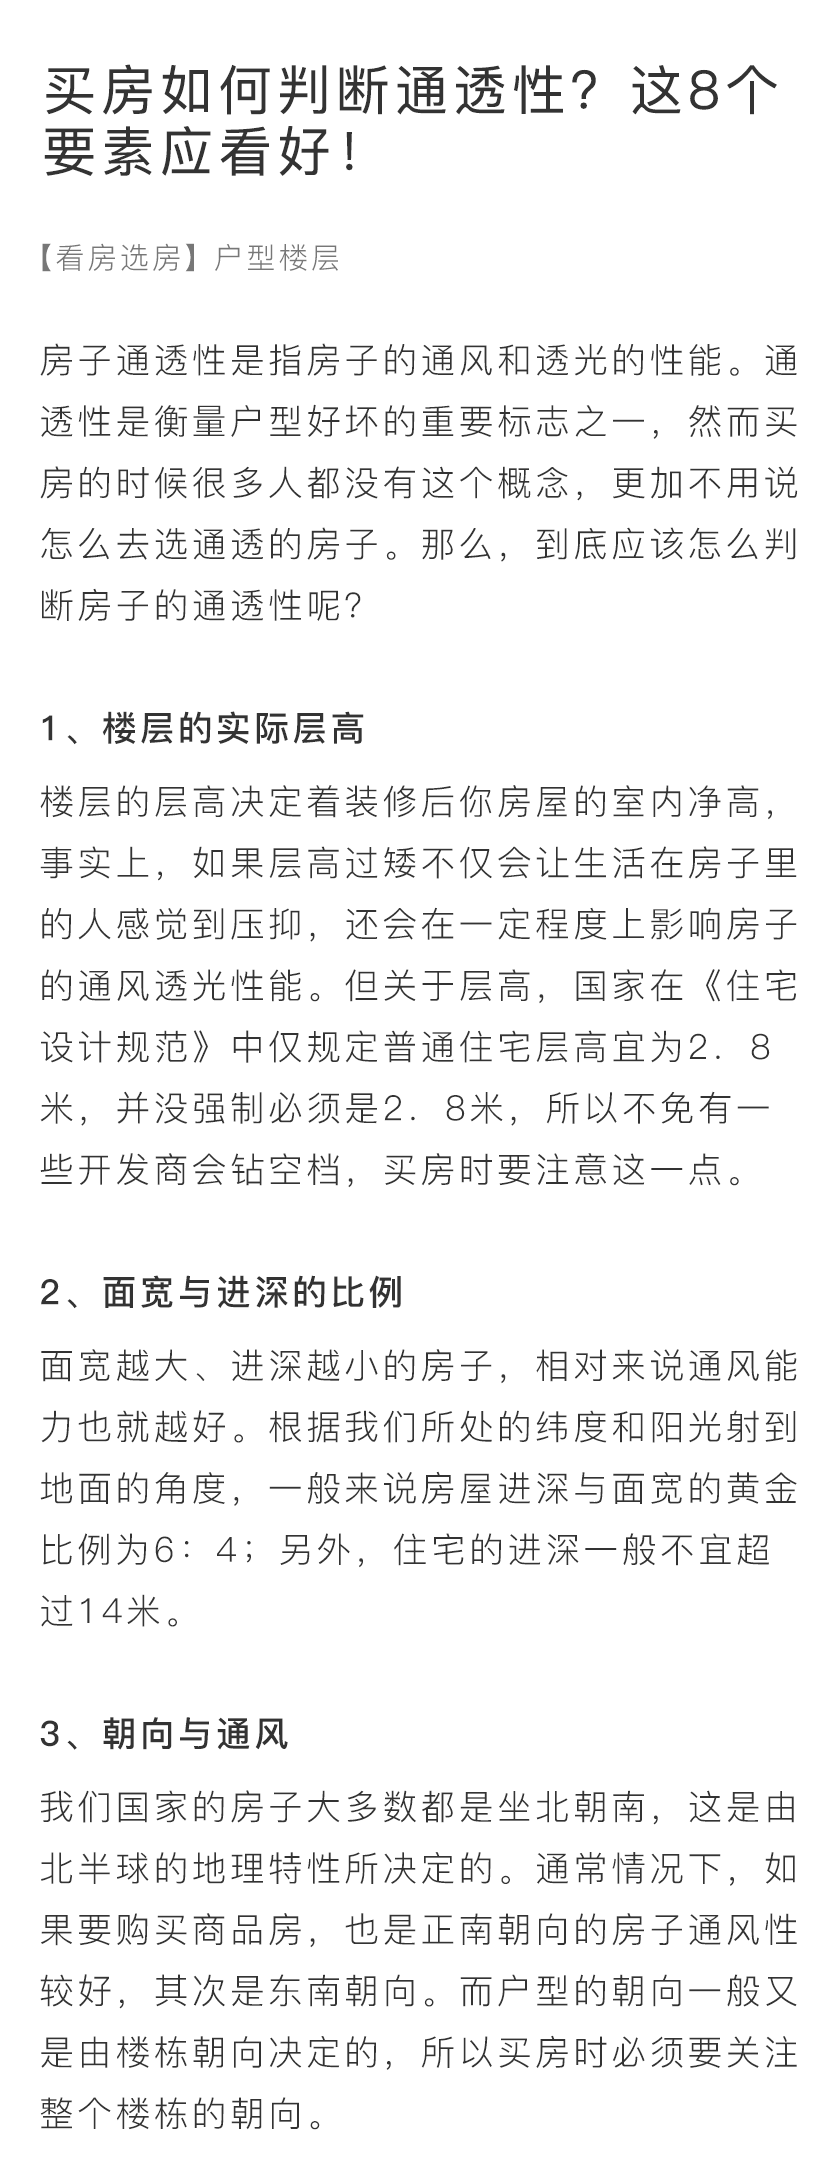 买房如何判断通透性？这8个
要素应看好！
【看房选房】户型楼层
房子通透性是指房子的通风和透光的性能。通
透性是衡量户型好坏的重要标志之一，然而买
房的时候很多人都没有这个概念，更加不用说
怎么去选通透的房子。那么，到底应该怎么判
断房子的通透性呢？
1、楼层的实际层高
楼层的层高决定着装修后你房屋的室内净高，
事实上，如果层高过矮不仅会让生活在房子里
的人感觉到压抑，还会在一定程度上影响房子
的通风透光性能。但关于层高，国家在《住宅
设计规范》中仅规定普通住宅层高宜为2．8
米，并没强制必须是2．8米，所以不免有一
些开发商会钻空档，买房时要注意这一点。
2、面宽与进深的比例
面宽越大、进深越小的房子，相对来说通风能
力也就越好。根据我们所处的纬度和阳光射到
地面的角度，一般来说房屋进深与面宽的黄金
比例为6：4；另外，住宅的进深一般不宜超
过14米。
3、朝向与通风
我们国家的房子大多数都是坐北朝南，这是由
北半球的地理特性所决定的。通常情况下，如
果要购买商品房，也是正南朝向的房子通风性
较好，其次是东南朝向。而户型的朝向一般又
是由楼栋朝向决定的，所以买房时必须要关注
整个楼栋的朝向。